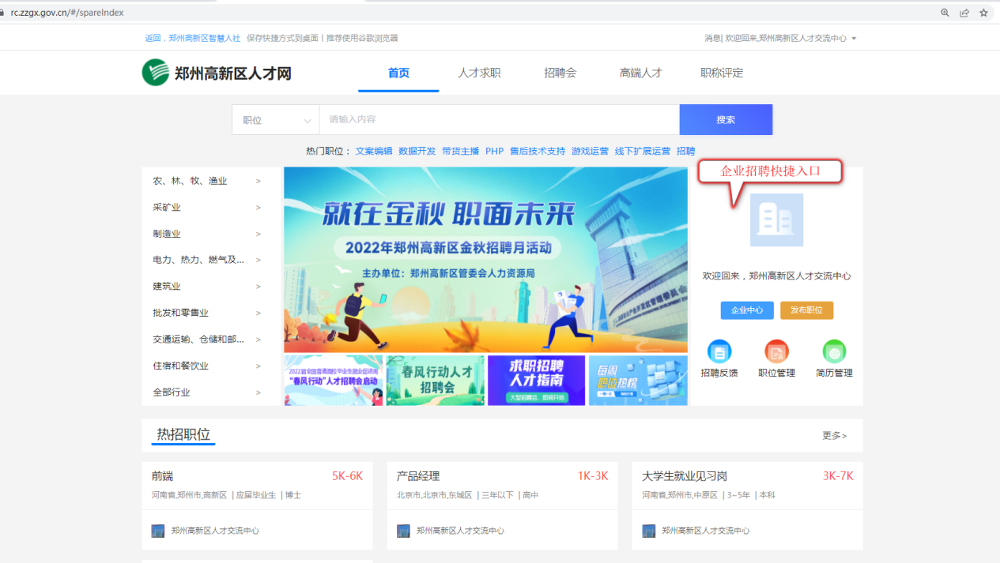 rc.zzgx.gov.cn/#/spareIndex
返回，郑州高新区智慧人社 保存快捷方式到桌面 | 推荐使用谷歌浏览器
消息| 欢迎回来,郑州高新区人才交流中心
郑州高新区人才网
首页 人才求职 招聘会 高端人才 职称评定
职位 请输入内容 搜索
热门职位： 文案编辑 数据开发 带货主播 PHP 售后技术支持 游戏运营 线下扩展运营 招聘
农、林、牧、渔业 >
采矿业 >
制造业 >
电力、热力、燃气及... >
建筑业 >
批发和零售业 >
交通运输、仓储和邮... >
住宿和餐饮业 >
全部行业 >
就在金秋 职面未来
2022年郑州高新区金秋招聘月活动
主办单位：郑州高新区管委会人力资源局
"春风行动"人才招聘会启动
春风行动人才
招聘会
求职招聘
人才指南
大型招聘会，即将开始
每周
职位热榜
企业招聘快捷入口
欢迎回来，郑州高新区人才交流中心
企业中心 发布职位
招聘反馈 职位管理 简历管理
热招职位 更多>
前端 5K-6K
河南省,郑州市,高新区 | 应届毕业生 | 博士
郑州高新区人才交流中心
产品经理 1K-3K
北京市,北京市,东城区 | 三年以下 | 高中
郑州高新区人才交流中心
大学生就业见习岗 3K-7K
河南省,郑州市,中原区 | 3~5年 | 本科
郑州高新区人才交流中心